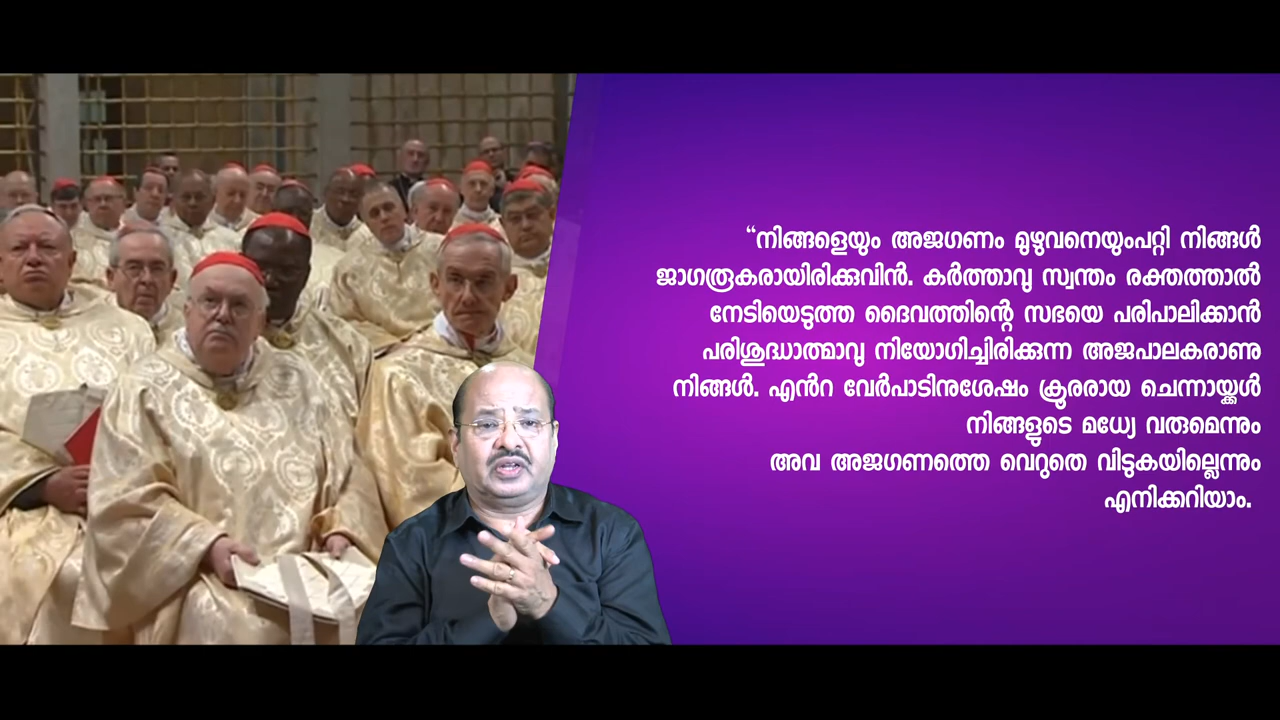 “നിങ്ങളെയും അജഗണം മുഴുവനെയുംപറ്റി നിങ്ങൾ
ജാഗരൂകരായിരിക്കുവിൻ. കർത്താവു സ്വന്തം രക്തത്താൽ
നേടിയെടുത്ത ദൈവത്തിന്റെ സഭയെ പരിപാലിക്കാൻ
പരിശുദ്ധാത്മാവു നിയോഗിച്ചിരിക്കുന്ന അജപാലകരാണു
നിങ്ങൾ. എൻറ വേർപാടിനുശേഷം ക്രൂരരായ ചെന്നായ്ക്കൾ
നിങ്ങളുടെ മധ്യേ വരുമെന്നും
അവ അജഗണത്തെ വെറുതെ വിടുകയില്ലെന്നും
എനിക്കറിയാം.